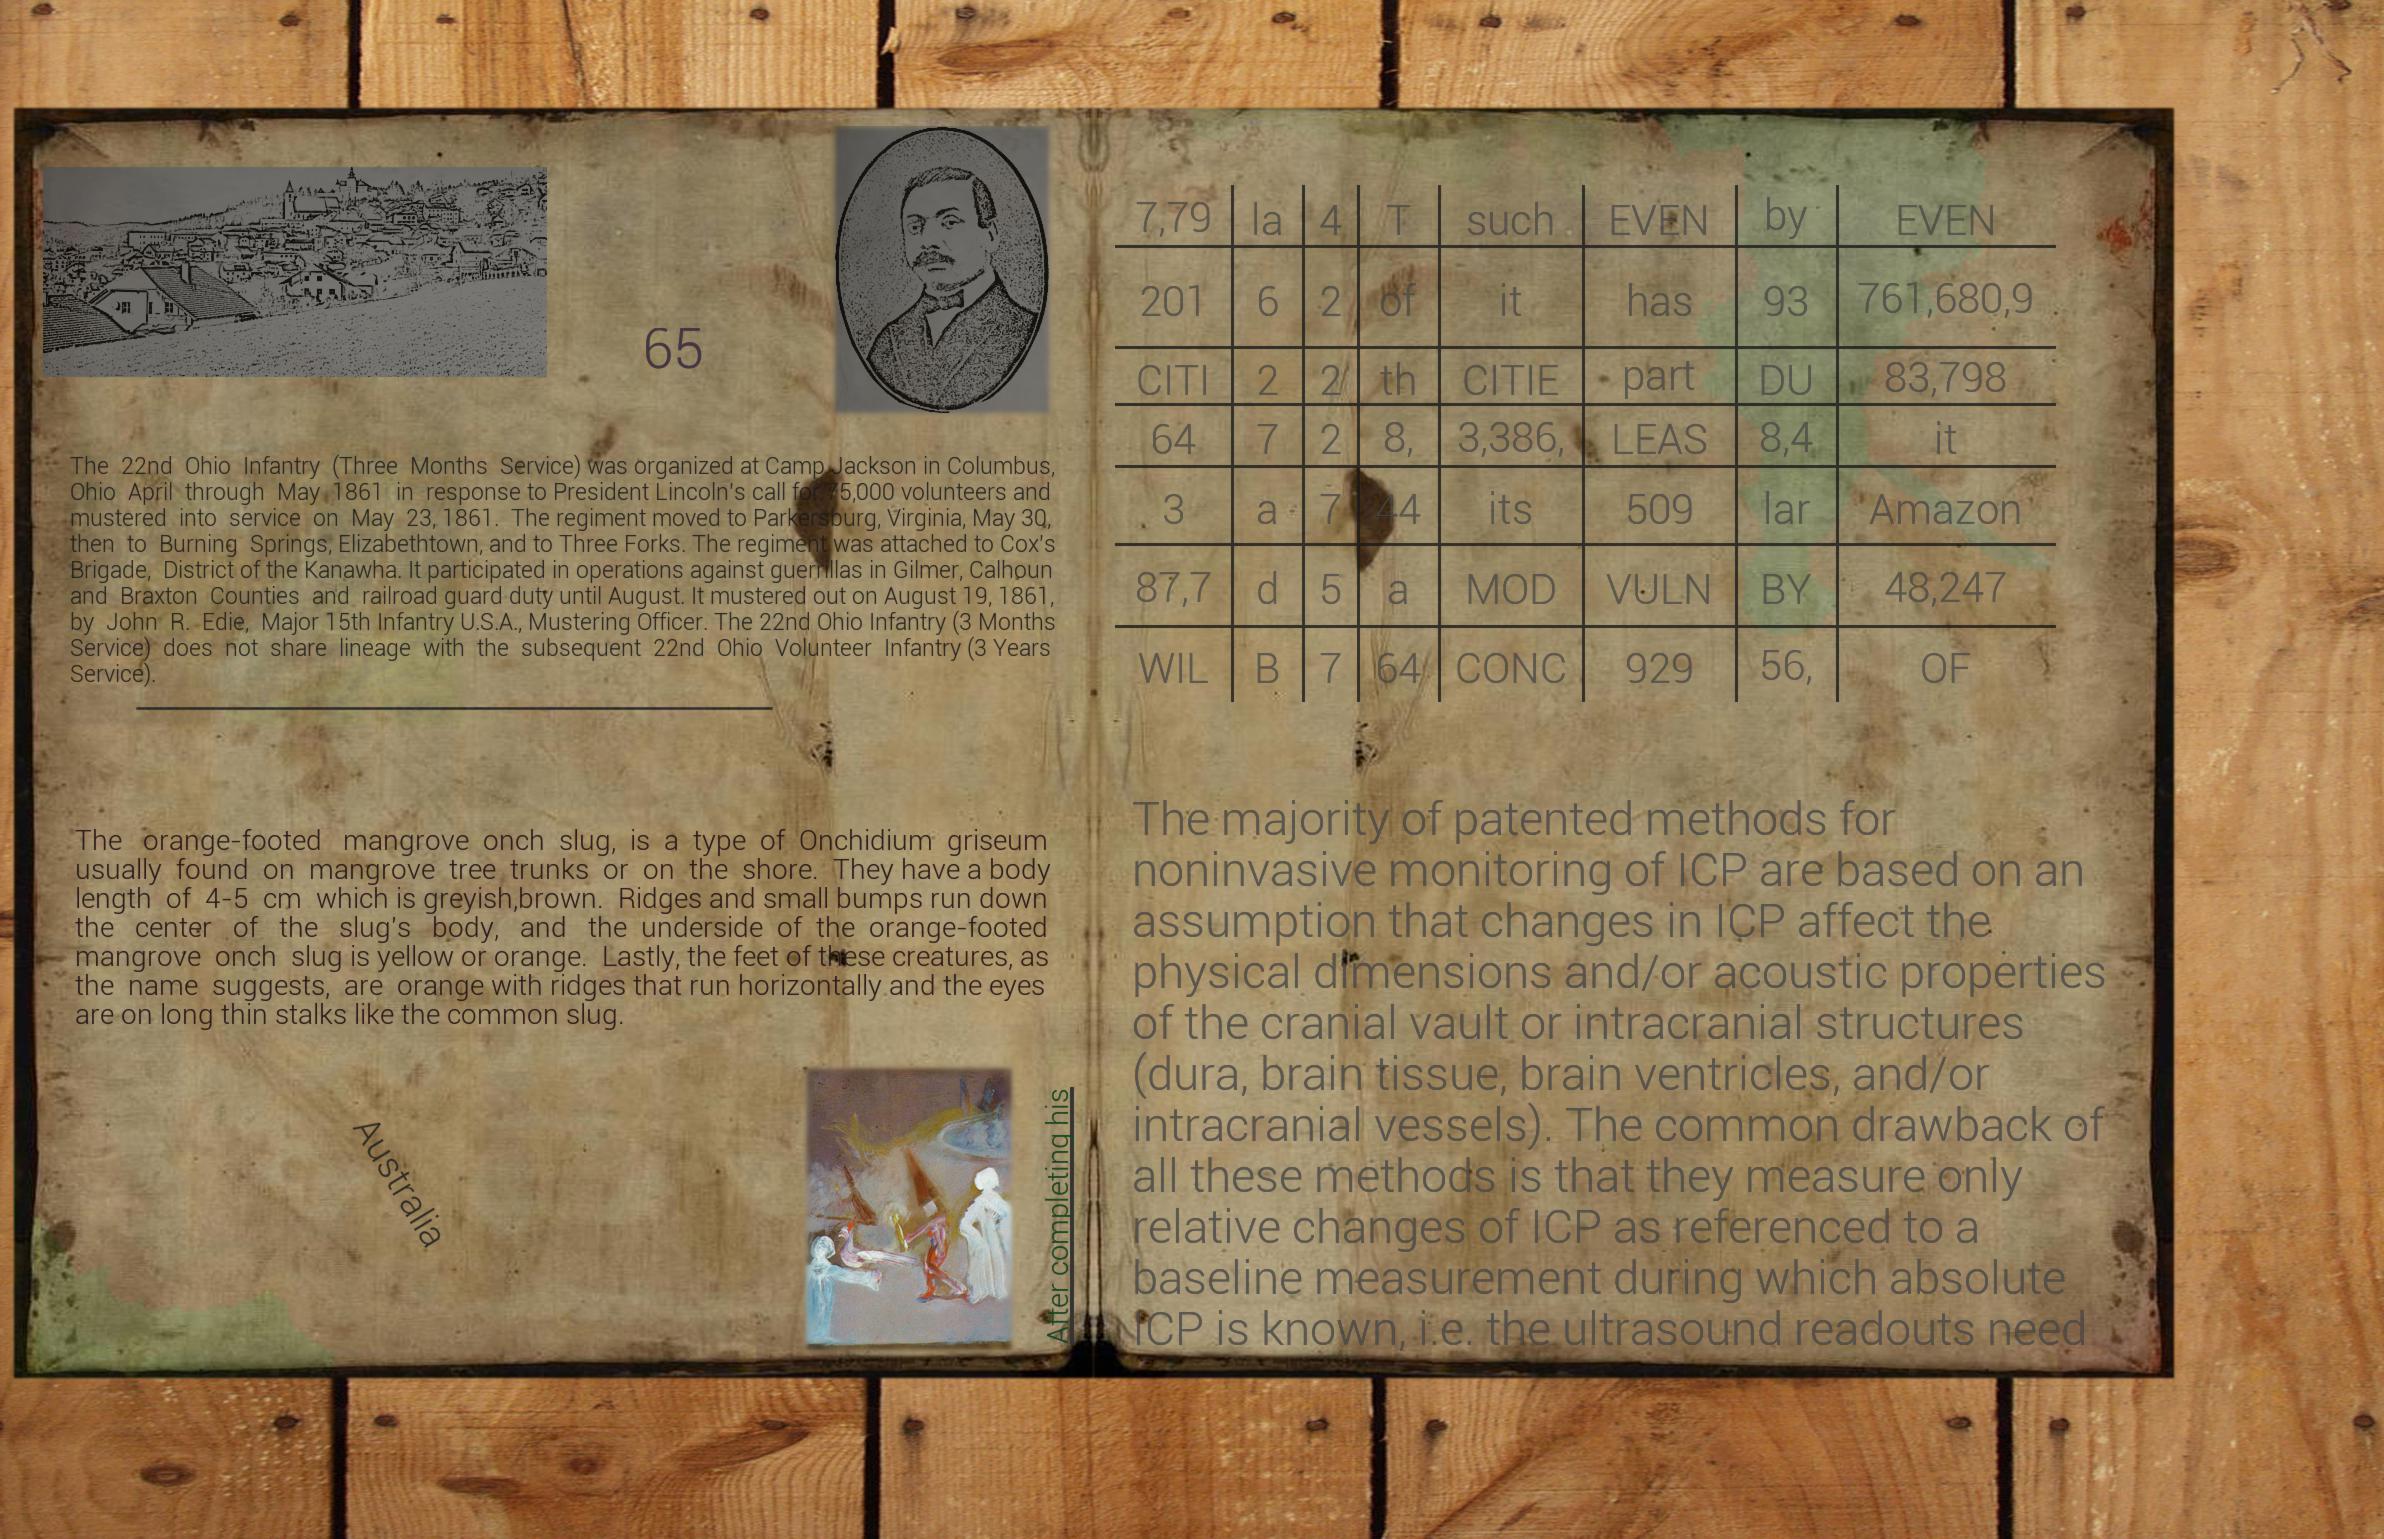 65
The 22nd Ohio Infantry (Three Months Service) was organized at Camp Jackson in Columbus,
Ohio April through May 1861 in response to President Lincoln's call for 75,000 volunteers and
mustered into service on May 23, 1861. The regiment moved to Parkersburg, Virginia, May 30,
then to Burning Springs, Elizabethtown, and to Three Forks. The regiment was attached to Cox's
Brigade, District of the Kanawha. It participated in operations against guerrillas in Gilmer, Calhoun
and Braxton Counties and railroad guard duty until August. It mustered out on August 19, 1861,
by John R. Edie, Major 15th Infantry U.S.A., Mustering Officer. The 22nd Ohio Infantry (3 Months
Service) does not share lineage with the subsequent 22nd Ohio Volunteer Infantry (3 Years
Service).
The orange-footed mangrove onch slug, is a type of Onchidium griseum
usually found on mangrove tree trunks or on the shore. They have a body
length of 4-5 cm which is greyish,brown. Ridges and small bumps run down
the center of the slug's body, and the underside of the orange-footed
mangrove onch slug is yellow or orange. Lastly, the feet of these creatures, as
the name suggests, are orange with ridges that run horizontally and the eyes
are on long thin stalks like the common slug.
Australia
After completing his
7,79 la 4 T such EVEN by EVEN
201 6 2 of it has 93 761,680,9
CITI 2 2 th CITIE part DU 83,798
64 7 2 8, 3,386, LEAS 8,4 it
3 a 7 44 its 509 lar Amazon
87,7 d 5 a MOD VULN BY 48,247
WIL B 7 64 CONC 929 56, OF
The majority of patented methods for
noninvasive monitoring of ICP are based on an
assumption that changes in ICP affect the
physical dimensions and/or acoustic properties
of the cranial vault or intracranial structures
(dura, brain tissue, brain ventricles, and/or
intracranial vessels). The common drawback of
all these methods is that they measure only
relative changes of ICP as referenced to a
baseline measurement during which absolute
ICP is known, i.e. the ultrasound readouts need